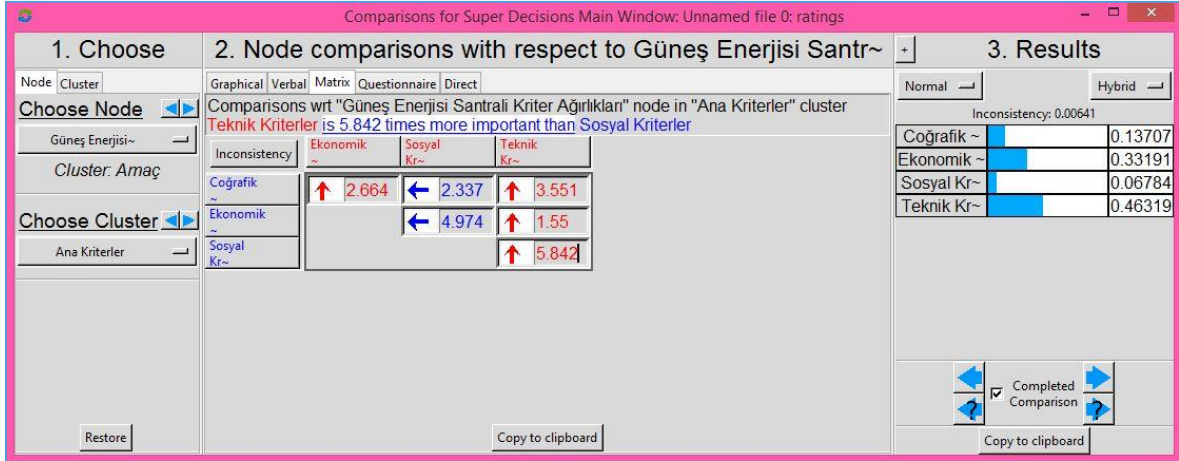 Comparisons for Super Decisions Main Window: Unnamed file 0: ratings
1. Choose
Node Cluster
Choose Node
Güneş Enerjisi~
Cluster: Amaç
Choose Cluster
Ana Kriterler
Restore
2. Node comparisons with respect to Güneş Enerjisi Santr~
Graphical Verbal Matrix Questionnaire Direct
Comparisons wrt "Güneş Enerjisi Santrali Kriter Ağırlıkları" node in "Ana Kriterler" cluster
Teknik Kriterler is 5.842 times more important than Sosyal Kriterler
Inconsistency
Ekonomik ~
Sosyal Kr~
Teknik Kr~
Coğrafik ~
2.664 2.337 3.551
Ekonomik ~
4.974 1.55
Sosyal Kr~
5.842
Copy to clipboard
+
3. Results
Normal Hybrid
Inconsistency: 0.00641
Coğrafik ~ 0.13707
Ekonomik ~ 0.33191
Sosyal Kr~ 0.06784
Teknik Kr~ 0.46319
Completed
Comparison
? ?
Copy to clipboard